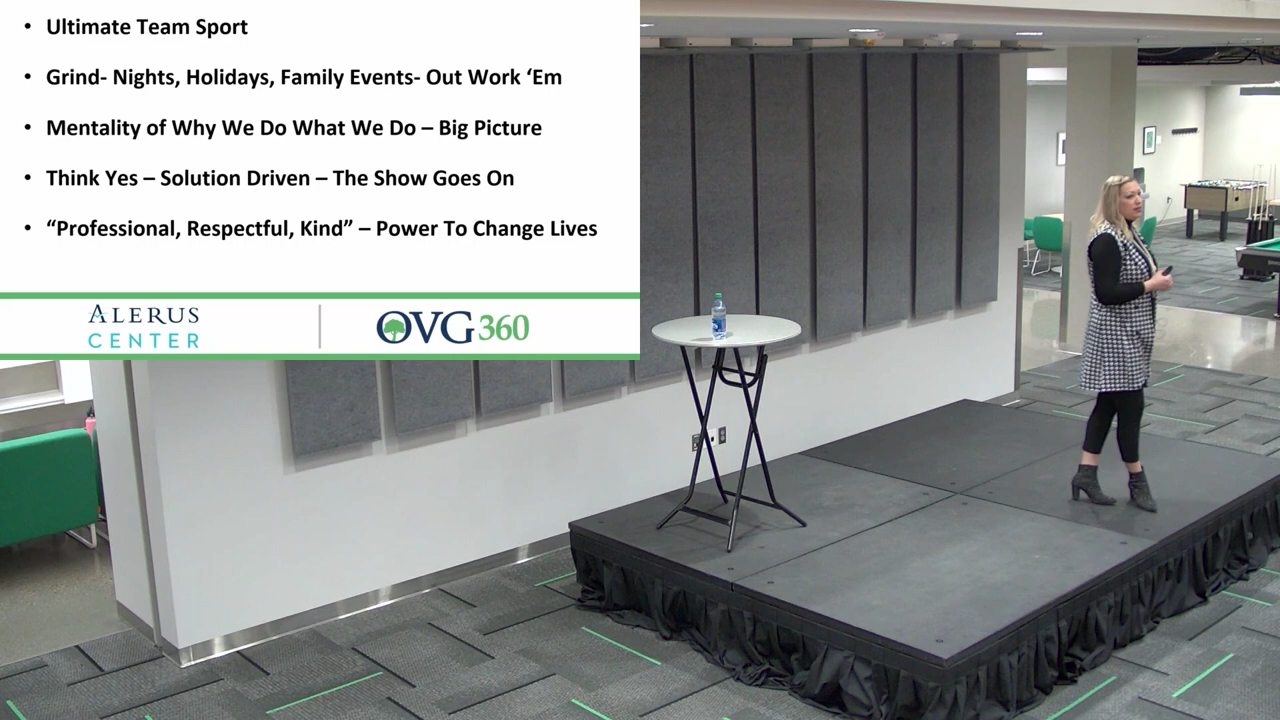 • Ultimate Team Sport
• Grind- Nights, Holidays, Family Events- Out Work ‘Em
• Mentality of Why We Do What We Do – Big Picture
• Think Yes – Solution Driven – The Show Goes On
• “Professional, Respectful, Kind” – Power To Change Lives
ALERUS
CENTER
OVG360